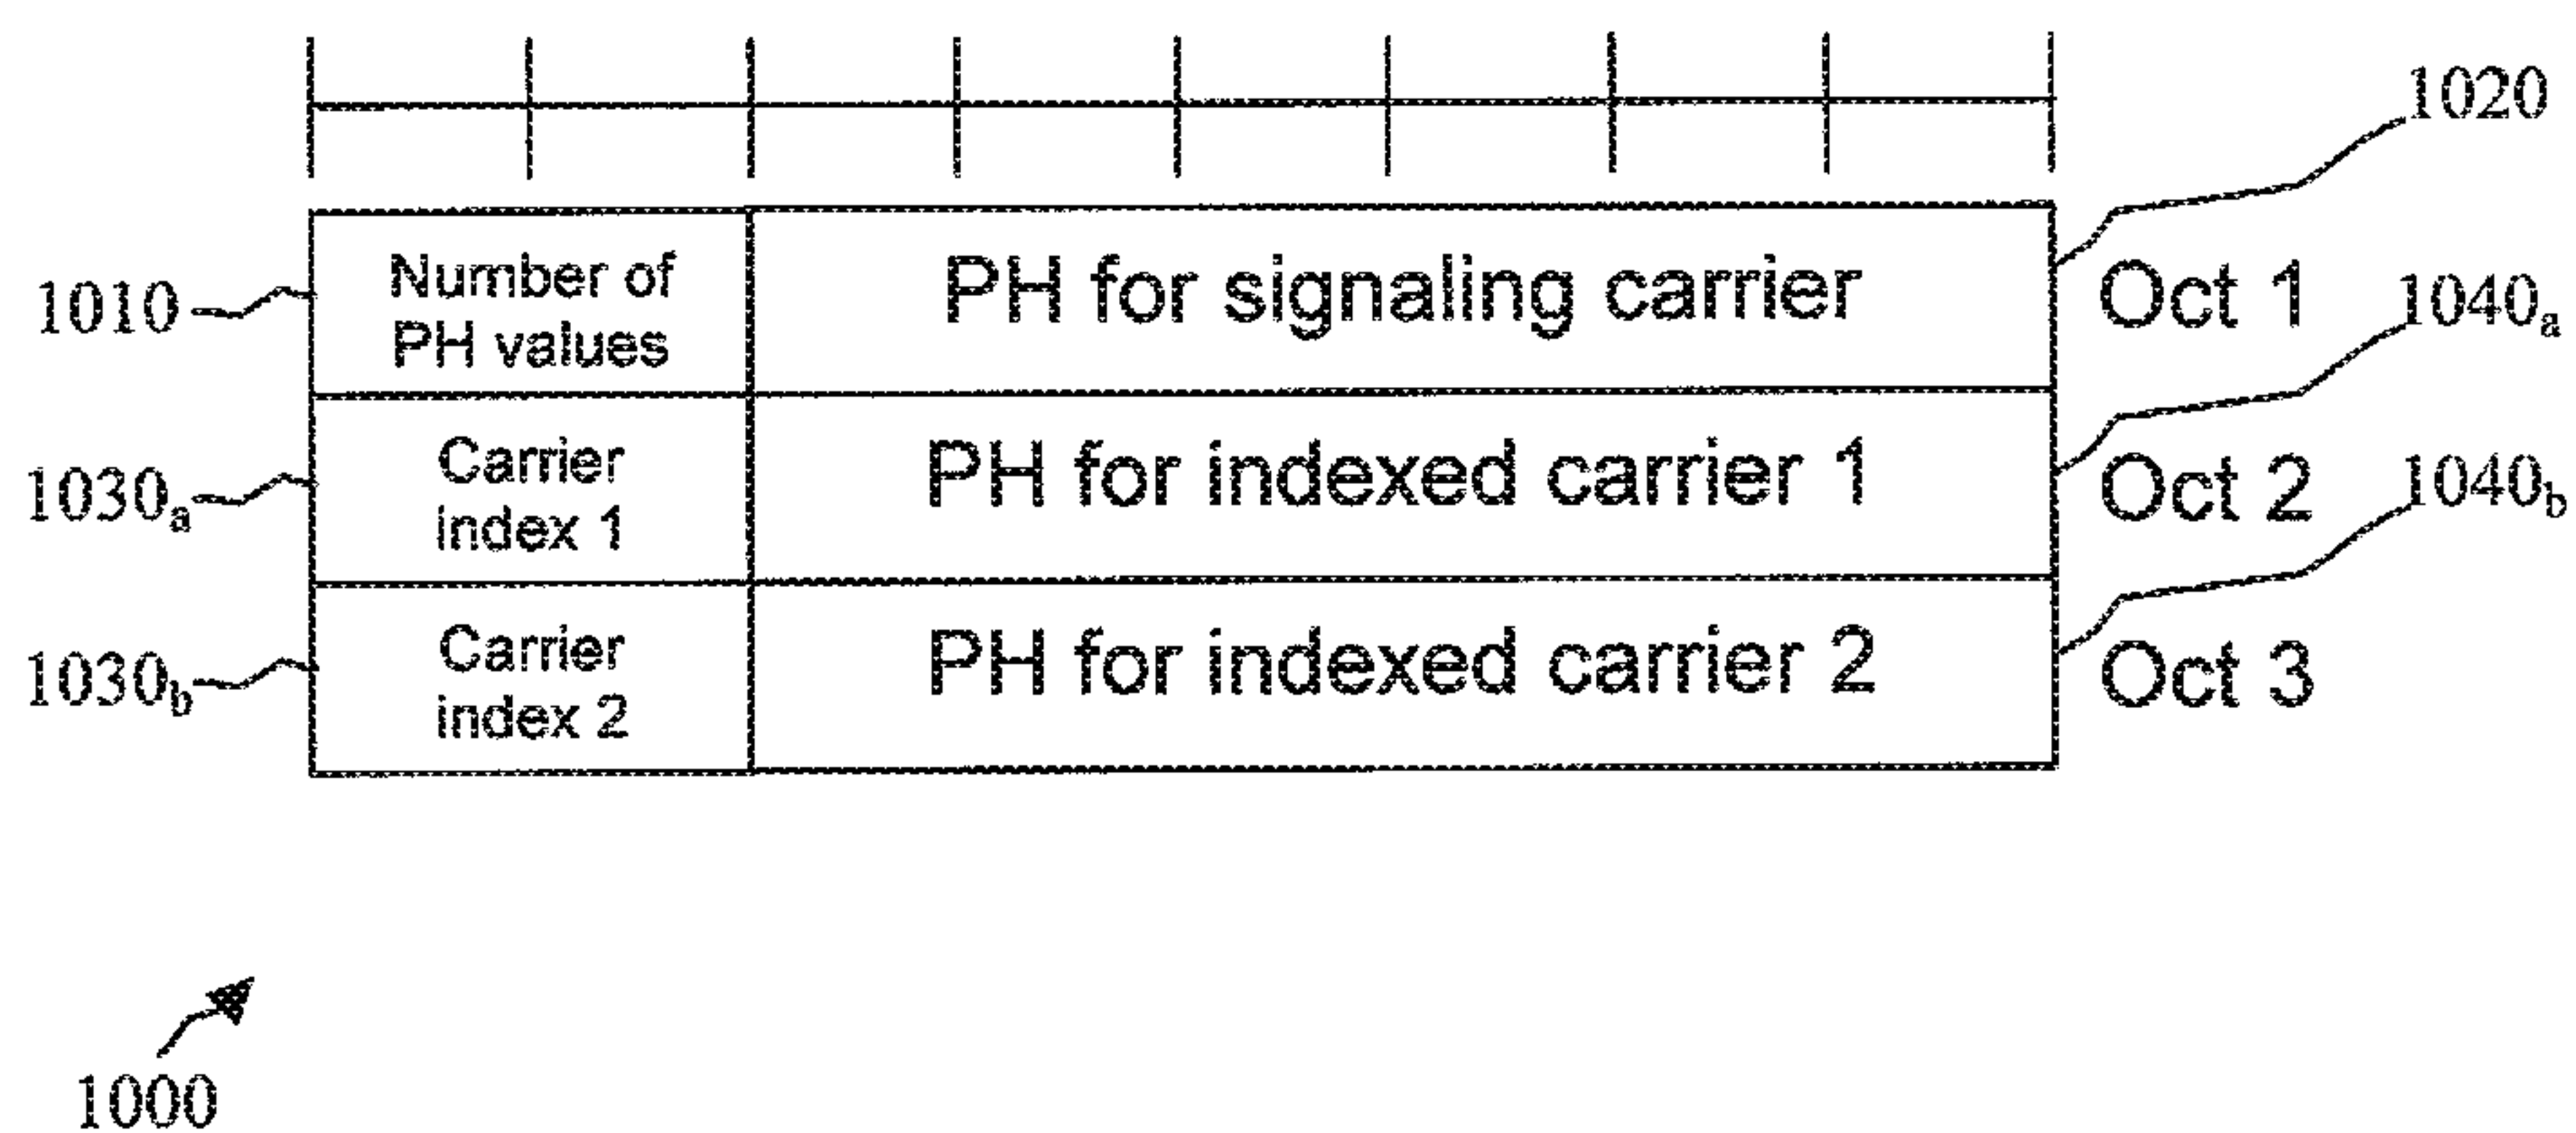 1020
Number of
PH values
PH for signaling carrier
Oct 1
1010
1040a
Carrier
index 1
PH for indexed carrier 1
Oct 2
1030a
1040b
Carrier
index 2
PH for indexed carrier 2
Oct 3
1030b
1000